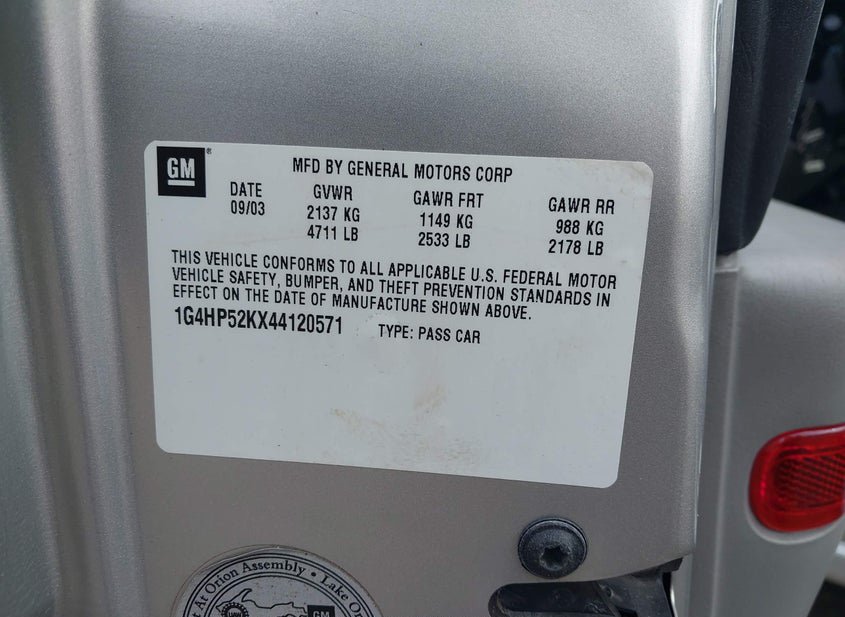 GM
MFD BY GENERAL MOTORS CORP
DATE GVWR GAWR FRT GAWR RR
09/03 2137 KG 1149 KG 988 KG
4711 LB 2533 LB 2178 LB
THIS VEHICLE CONFORMS TO ALL APPLICABLE U.S. FEDERAL MOTOR
VEHICLE SAFETY, BUMPER, AND THEFT PREVENTION STANDARDS IN
EFFECT ON THE DATE OF MANUFACTURE SHOWN ABOVE.
1G4HP52KX44120571 TYPE: PASS CAR
At Orion Assembly • Lake
GM